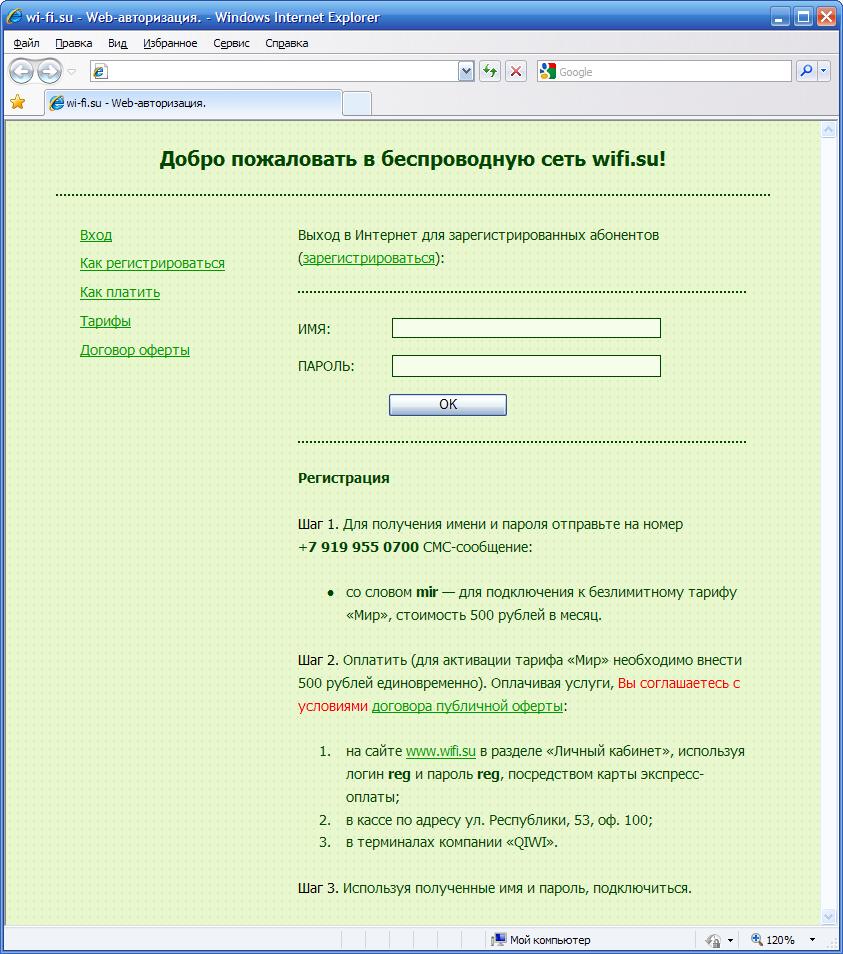 wi-fi.su - Web-авторизация. - Windows Internet Explorer
Файл Правка Вид Избранное Сервис Справка
Google
wi-fi.su - Web-авторизация.
Добро пожаловать в беспроводную сеть wifi.su!
Вход
Как регистрироваться
Как платить
Тарифы
Договор оферты
Выход в Интернет для зарегистрированных абонентов
(зарегистрироваться):
ИМЯ:
ПАРОЛЬ:
OK
Регистрация
Шаг 1. Для получения имени и пароля отправьте на номер
+7 919 955 0700 СМС-сообщение:
• со словом mir — для подключения к безлимитному тарифу
«Мир», стоимость 500 рублей в месяц.
Шаг 2. Оплатить (для активации тарифа «Мир» необходимо внести
500 рублей единовременно). Оплачивая услуги, Вы соглашаетесь с
условиями договора публичной оферты:
1. на сайте www.wifi.su в разделе «Личный кабинет», используя
логин reg и пароль reg, посредством карты экспресс-
оплаты;
2. в кассе по адресу ул. Республики, 53, оф. 100;
3. в терминалах компании «QIWI».
Шаг 3. Используя полученные имя и пароль, подключиться.
Мой компьютер
120%